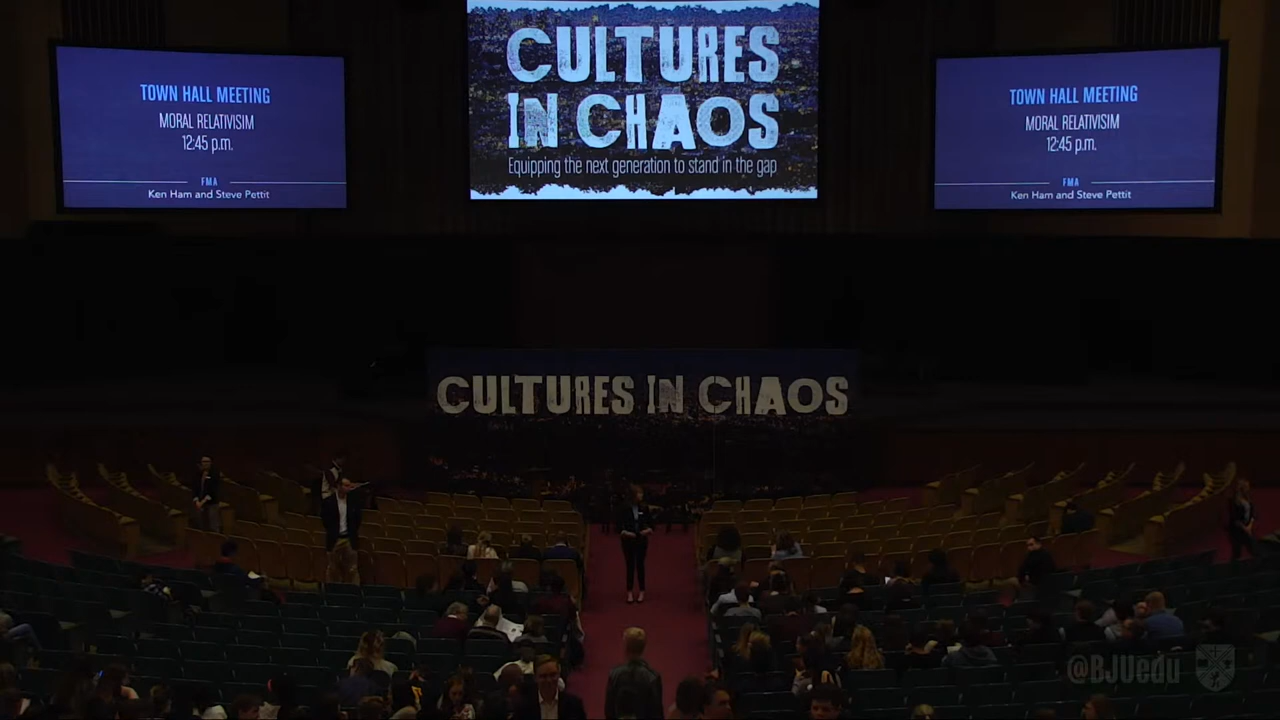 TOWN HALL MEETING
MORAL RELATIVISIM
12:45 p.m.
FMA
Ken Ham and Steve Pettit
CULTURES
IN CHAOS
Equipping the next generation to stand in the gap
TOWN HALL MEETING
MORAL RELATIVISIM
12:45 p.m.
FMA
Ken Ham and Steve Pettit
CULTURES IN CHAOS
@BJUedu